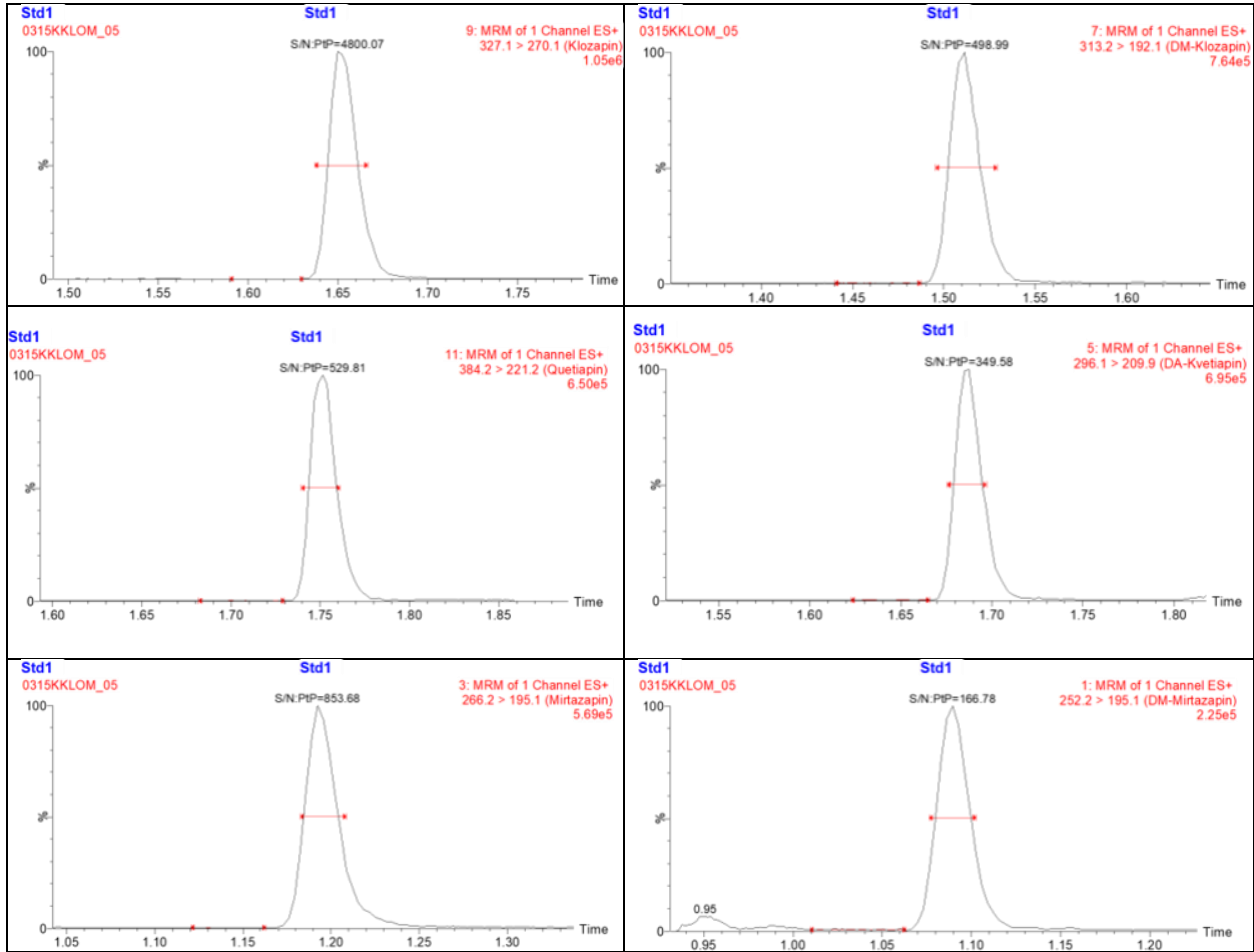 Std1
Std1
0315KKLOM_05
9: MRM of 1 Channel ES+
S/N:PtP=4800.07
327.1 > 270.1 (Klozapin)
1.05e6
100
%
0
1.50
1.55
1.60
1.65
1.70
1.75
Time
Std1
Std1
0315KKLOM_05
7: MRM of 1 Channel ES+
S/N:PtP=498.99
313.2 > 192.1 (DM-Klozapin)
7.64e5
100
%
0
1.40
1.45
1.50
1.55
1.60
Time
Std1
Std1
0315KKLOM_05
11: MRM of 1 Channel ES+
S/N:PtP=529.81
384.2 > 221.2 (Quetiapin)
6.50e5
100
%
0
1.60
1.65
1.70
1.75
1.80
1.85
Time
Std1
Std1
0315KKLOM_05
5: MRM of 1 Channel ES+
S/N:PtP=349.58
296.1 > 209.9 (DA-Kvetiapin)
6.95e5
100
%
0
1.55
1.60
1.65
1.70
1.75
1.80
Time
Std1
Std1
0315KKLOM_05
3: MRM of 1 Channel ES+
S/N:PtP=853.68
266.2 > 195.1 (Mirtazapin)
5.69e5
100
%
0
1.05
1.10
1.15
1.20
1.25
1.30
Time
Std1
Std1
0315KKLOM_05
1: MRM of 1 Channel ES+
S/N:PtP=166.78
252.2 > 195.1 (DM-Mirtazapin)
2.25e5
100
%
0.95
0
0.95
1.00
1.05
1.10
1.15
1.20
Time